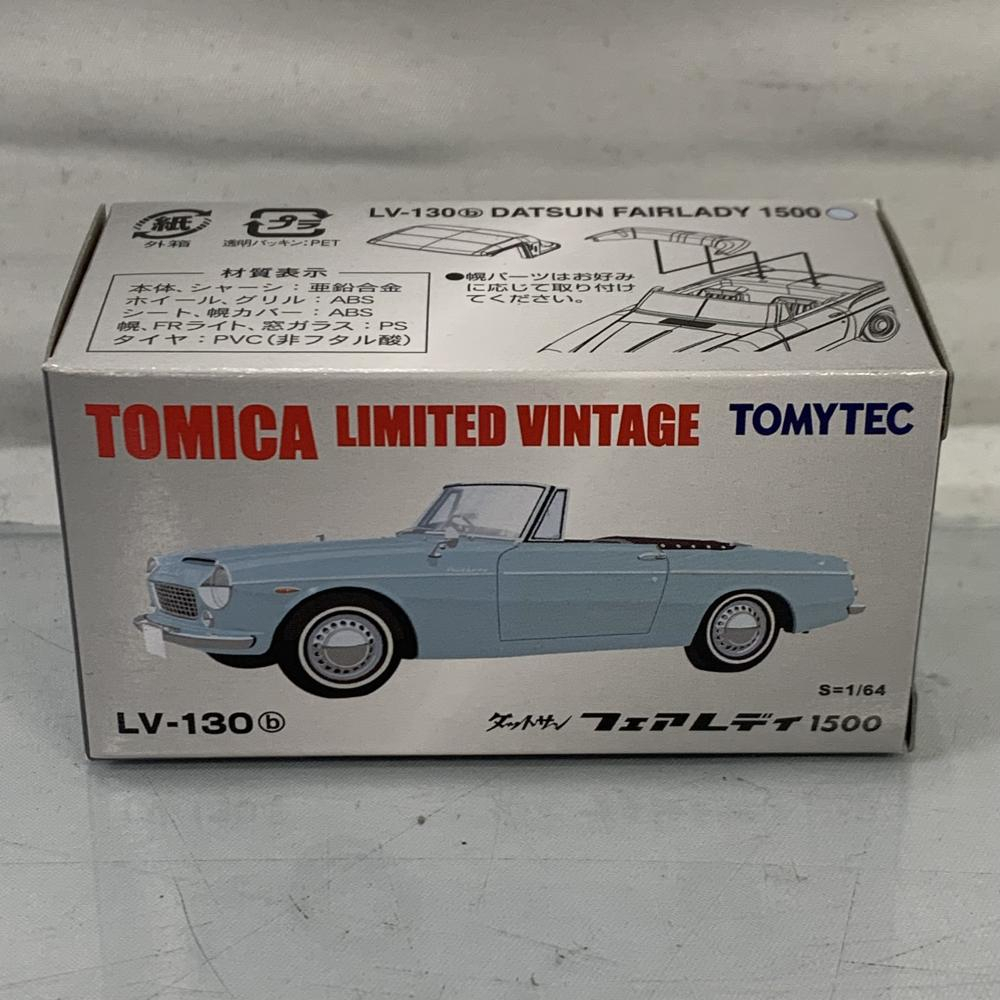 LV-130ⓑ DATSUN FAIRLADY 1500
紙
外箱
プラ
透明パッキン:PET
材質表示
本体、シャーシ:亜鉛合金
ホイール、グリル:ABS
シート、幌カバー:ABS
幌、FRライト、窓ガラス:PS
タイヤ:PVC(非フタル酸)
●幌パーツはお好み
に応じて取り付け
てください。
TOMICA LIMITED VINTAGE TOMYTEC
S=1/64
LV-130ⓑ
ダットサン フェアレディ 1500